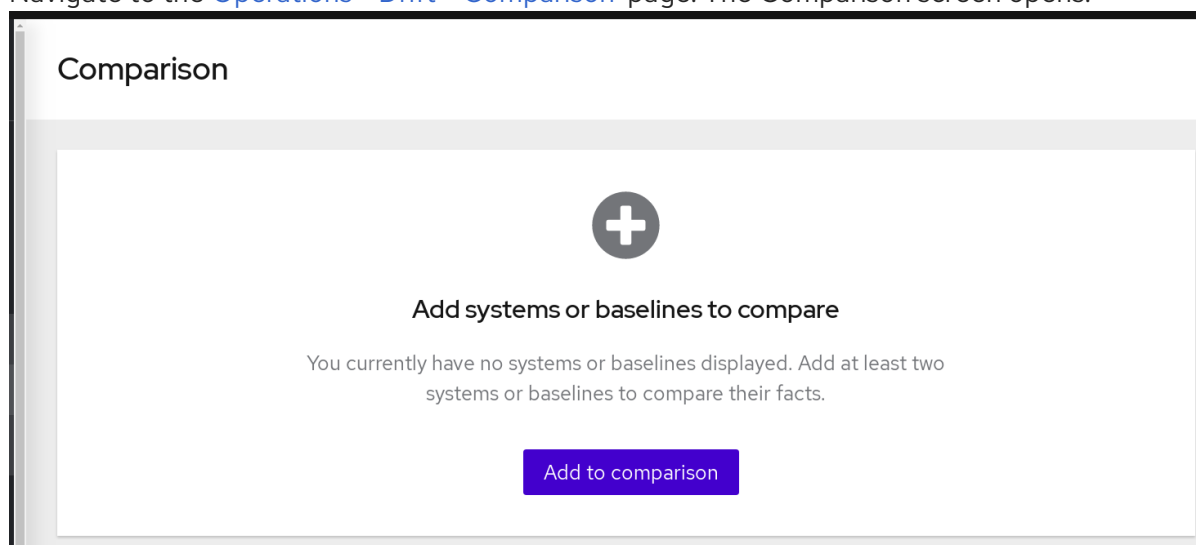 Navigate to the Operations - Drift - Comparison page. The Comparison screen opens.
Comparison
Add systems or baselines to compare
You currently have no systems or baselines displayed. Add at least two
systems or baselines to compare their facts.
Add to comparison